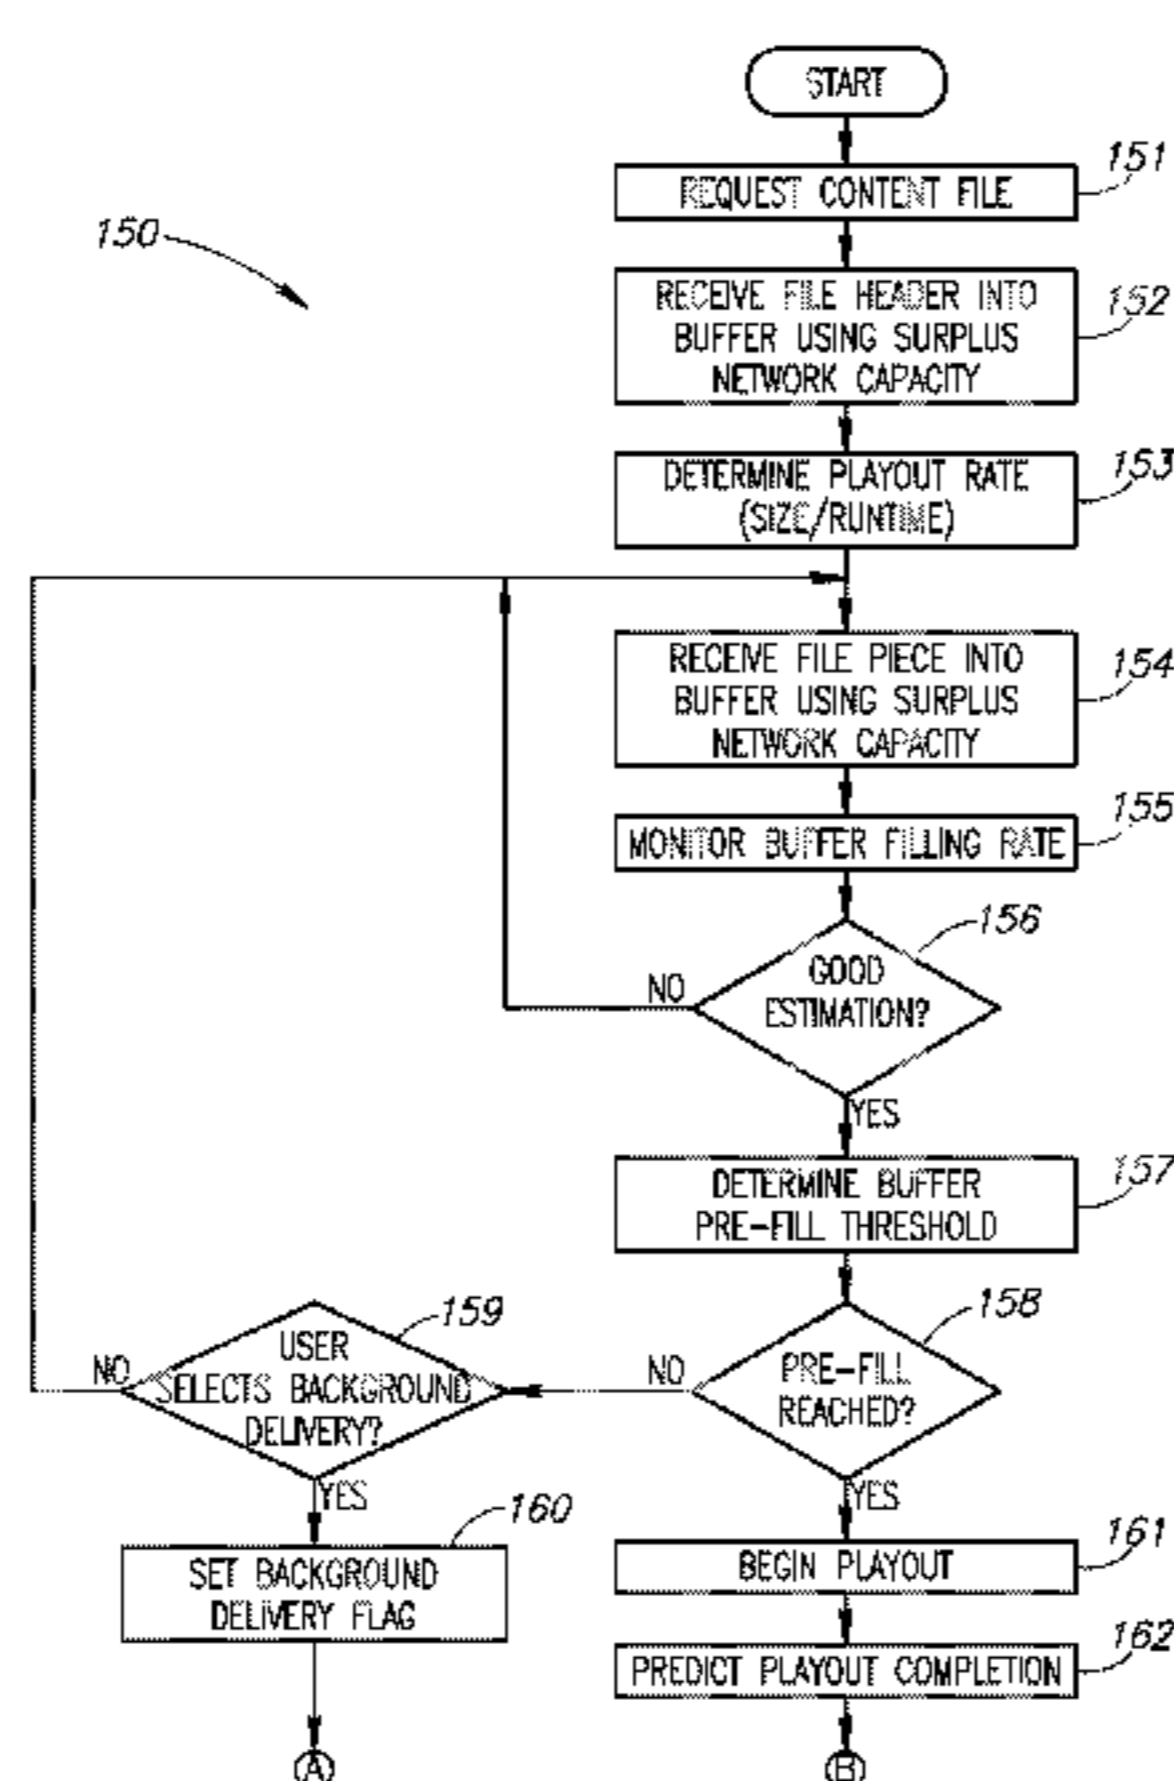 START
151
REQUEST CONTENT FILE
150
RECEIVE FILE HEADER INTO
BUFFER USING SURPLUS
NETWORK CAPACITY
152
DETERMINE PLAYOUT RATE
(SIZE/RUNTIME)
153
RECEIVE FILE PIECE INTO
BUFFER USING SURPLUS
NETWORK CAPACITY
154
155
MONITOR BUFFER FILLING RATE
156
GOOD
ESTIMATION?
NO
YES
DETERMINE BUFFER
PRE-FILL THRESHOLD
157
158
PRE-FILL
REACHED?
NO
YES
159
USER
SELECTS BACKGROUND
DELIVERY?
NO
YES
160
SET BACKGROUND
DELIVERY FLAG
161
BEGIN PLAYOUT
162
PREDICT PLAYOUT COMPLETION
A
B